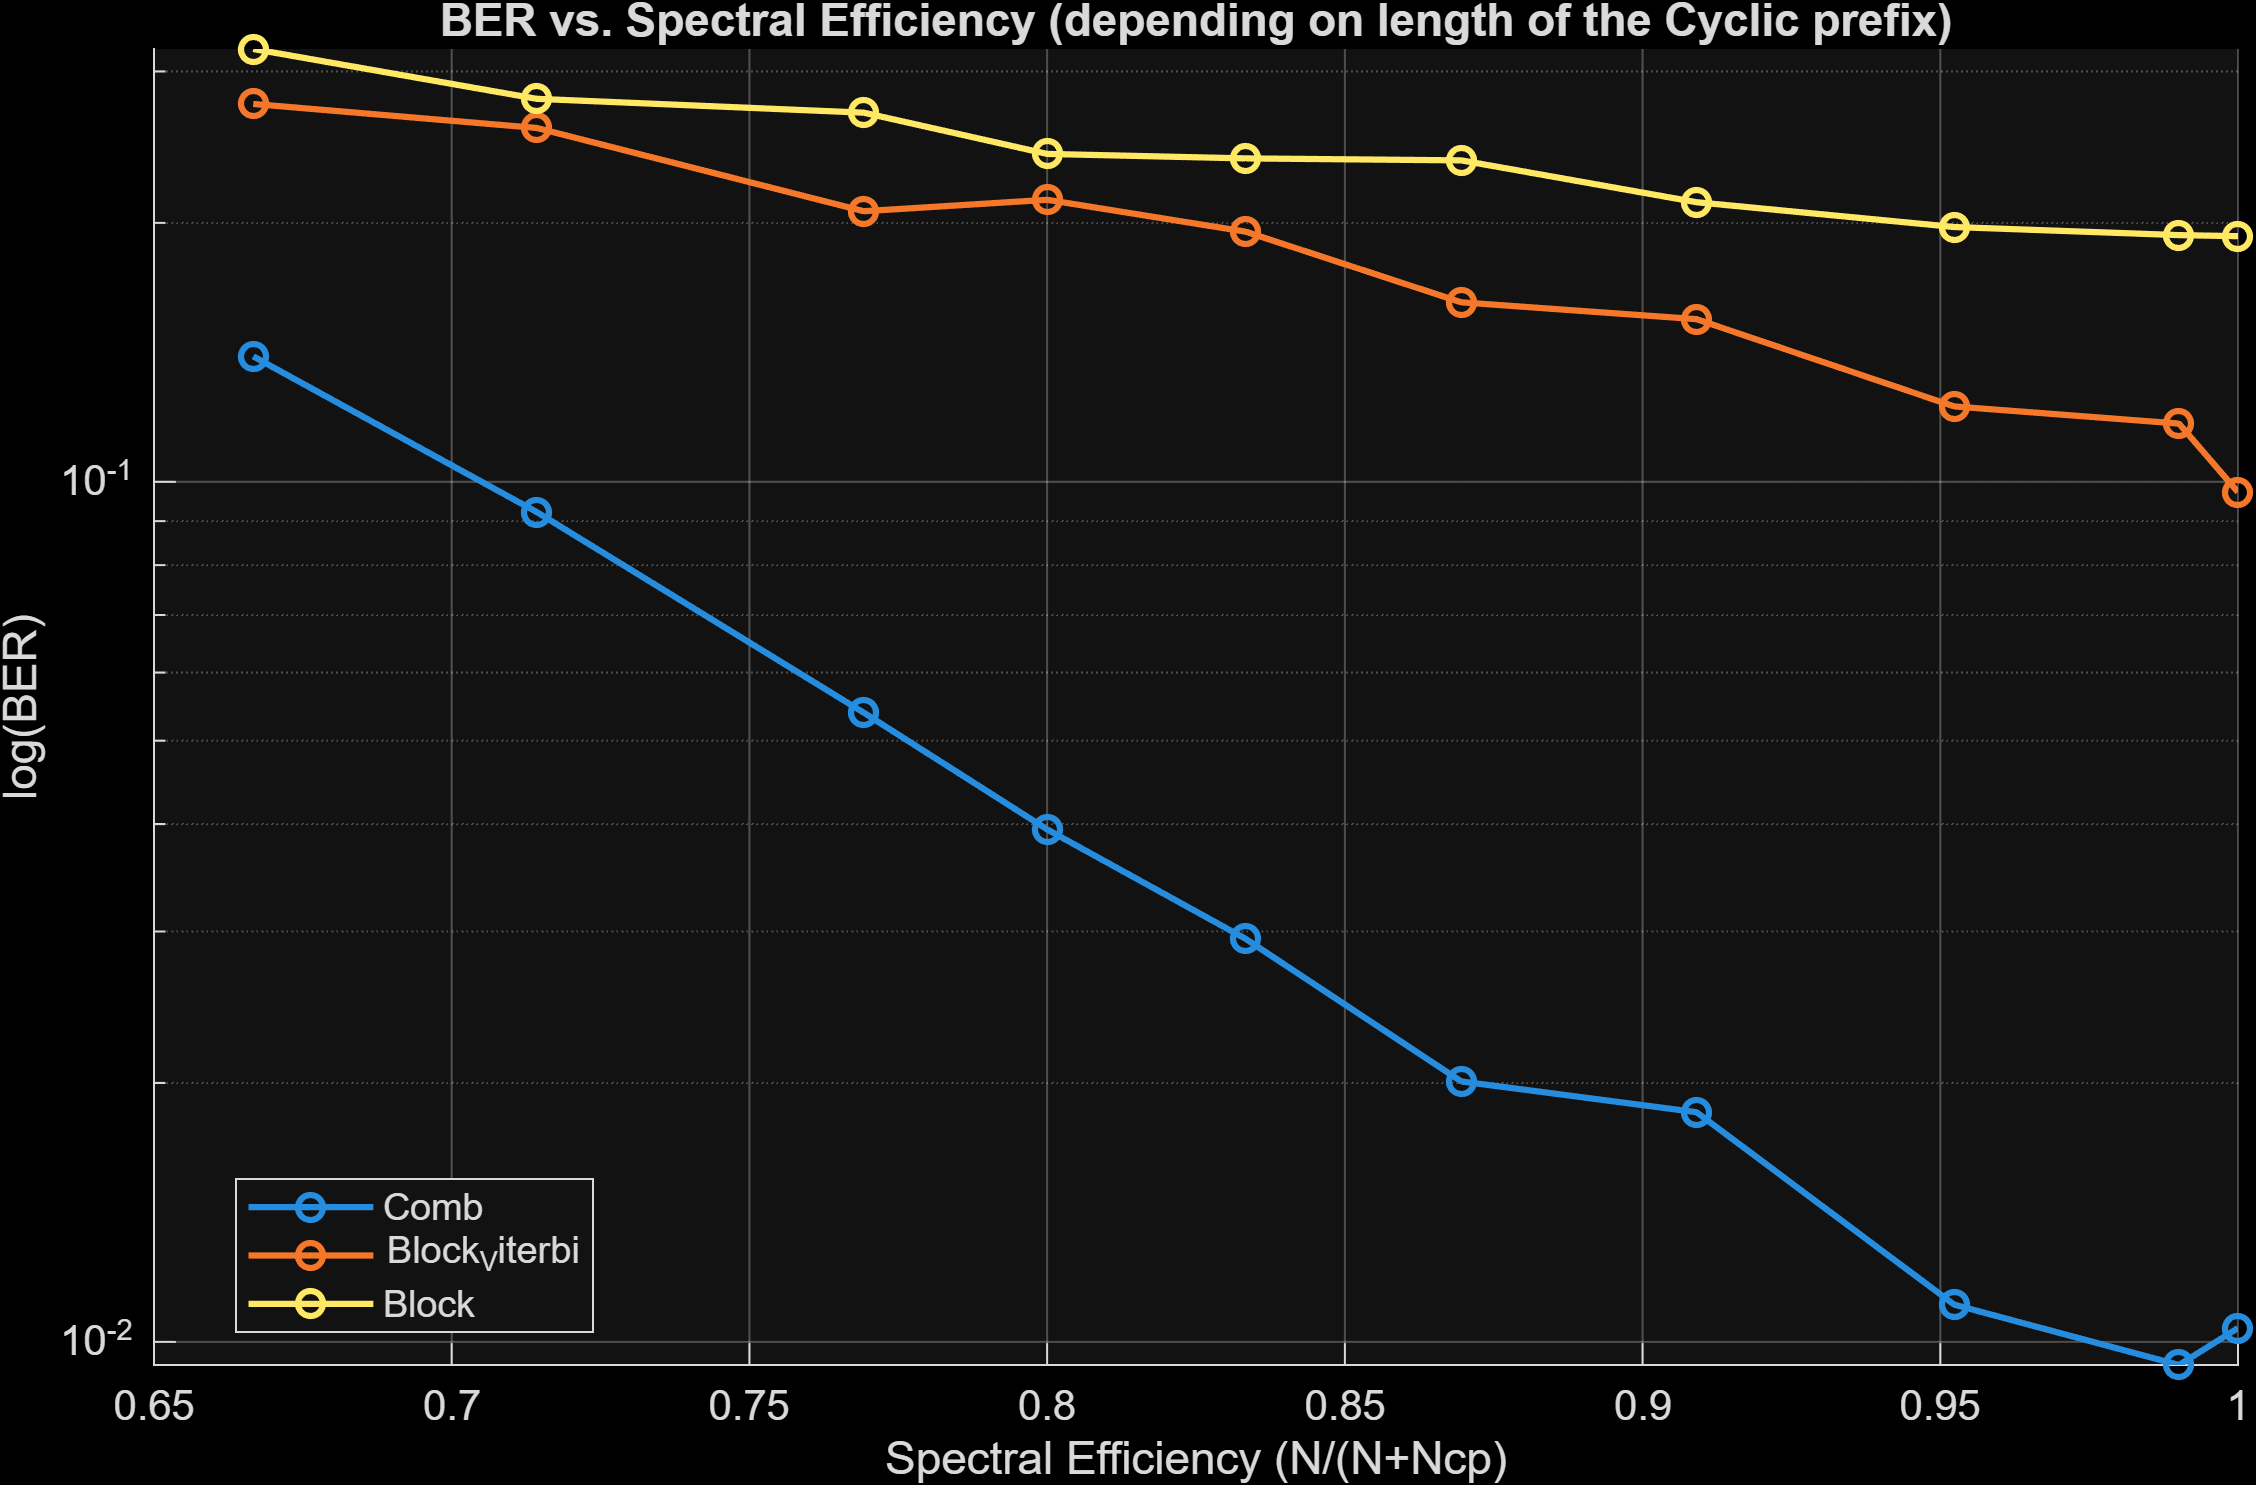 BER vs. Spectral Efficiency (depending on length of the Cyclic prefix)
log(BER)
10^-1
10^-2
Comb
Block_Viterbi
Block
0.65 0.7 0.75 0.8 0.85 0.9 0.95 1
Spectral Efficiency (N/(N+Ncp)